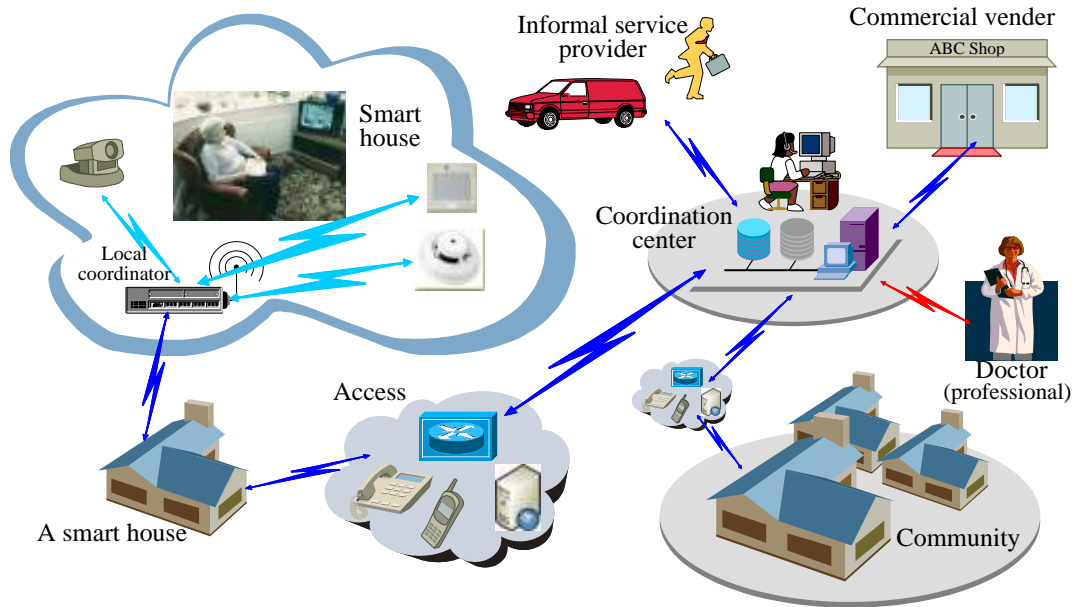 Informal service
provider
Commercial vender
ABC Shop
Smart
house
Local
coordinator
Coordination
center
Doctor
(professional)
Access
A smart house
Community